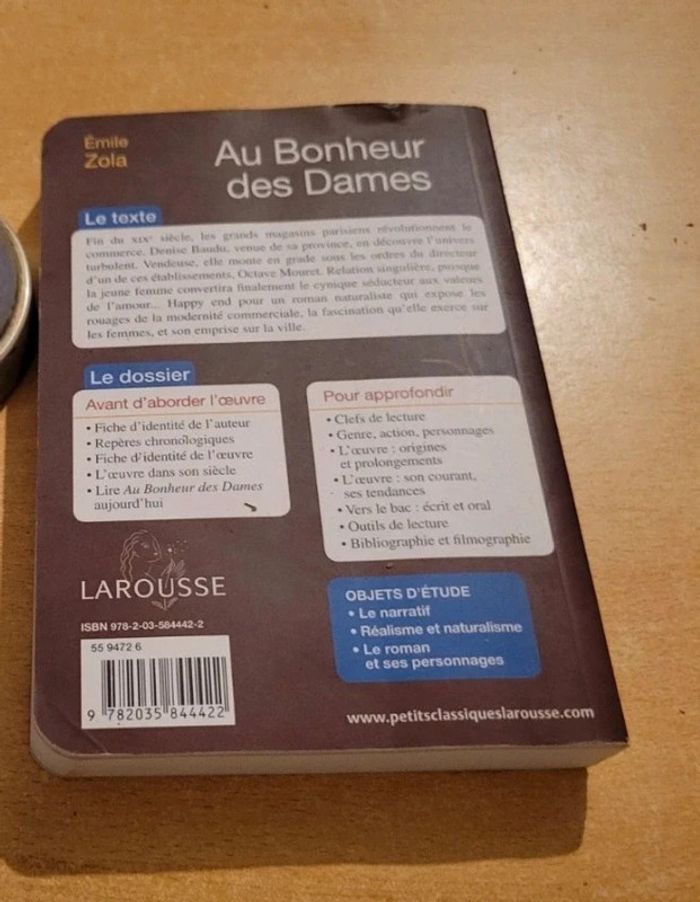 Émile
Zola
Au Bonheur
des Dames
Le texte
Fin du XIXe siècle, les grands magasins parisiens révolutionnent le
commerce. Denise Baudu, venue de sa province, en découvre l'univers
turbulent. Vendeuse, elle monte en grade sous les ordres du directeur
d'un de ces établissements, Octave Mouret. Relation singulière, puisque
la jeune femme convertira finalement le cynique séducteur aux valeurs
de l'amour... Happy end pour un roman naturaliste qui expose les
rouages de la modernité commerciale, la fascination qu'elle exerce sur
les femmes, et son emprise sur la ville.
Le dossier
Avant d'aborder l'œuvre
• Fiche d'identité de l'auteur
• Repères chronologiques
• Fiche d'identité de l'œuvre
• L'œuvre dans son siècle
• Lire Au Bonheur des Dames
aujourd'hui
Pour approfondir
• Clefs de lecture
• Genre, action, personnages
• L'œuvre : origines
et prolongements
• L'œuvre : son courant,
ses tendances
• Vers le bac : écrit et oral
• Outils de lecture
• Bibliographie et filmographie
LAROUSSE
ISBN 978-2-03-584442-2
55 9472 6
9 782035 844422
OBJETS D'ÉTUDE
• Le narratif
• Réalisme et naturalisme
• Le roman
et ses personnages
www.petitsclassiqueslarousse.com